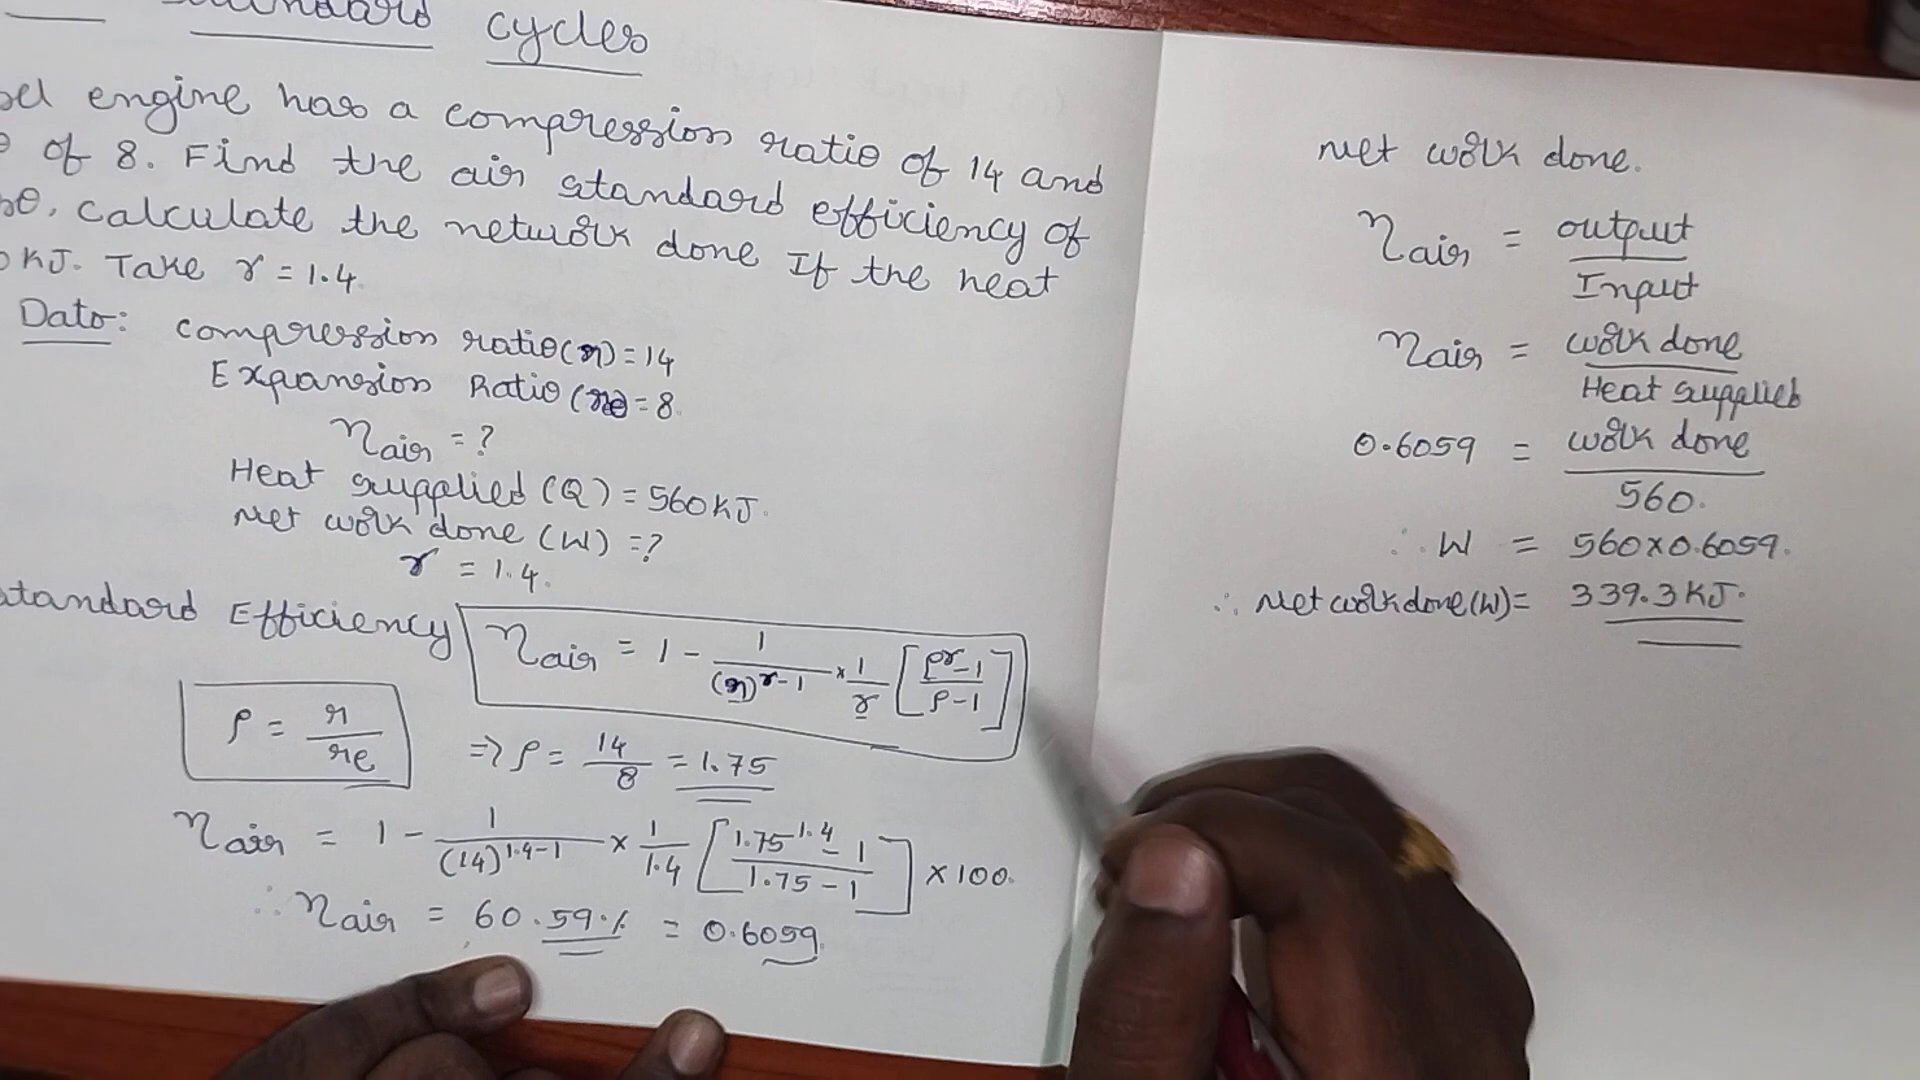 cycles
engine has a compression ratio of 14 and
of 8. Find the air standard efficiency of
calculate the network done If the heat
KJ. Take γ = 1.4.
Data: compression ratio (r) = 14
Expansion Ratio (re) = 8.
ηair = ?
Heat supplied (Q) = 560 KJ.
Net work done (W) = ?
γ = 1.4.
standard Efficiency ηair = 1 - 1/(r)^γ-1 × 1/γ [ρ^γ-1/ρ-1]
ρ = r/re ⇒ ρ = 14/8 = 1.75
ηair = 1 - 1/(14)^1.4-1 × 1/1.4 [1.75^1.4 - 1/1.75 - 1] × 100.
∴ ηair = 60.59% = 0.6059.
Net work done.
ηair = output/Input
ηair = work done/Heat supplied
0.6059 = work done/560.
∴ W = 560×0.6059.
∴ Net work done (W) = 339.3 KJ.